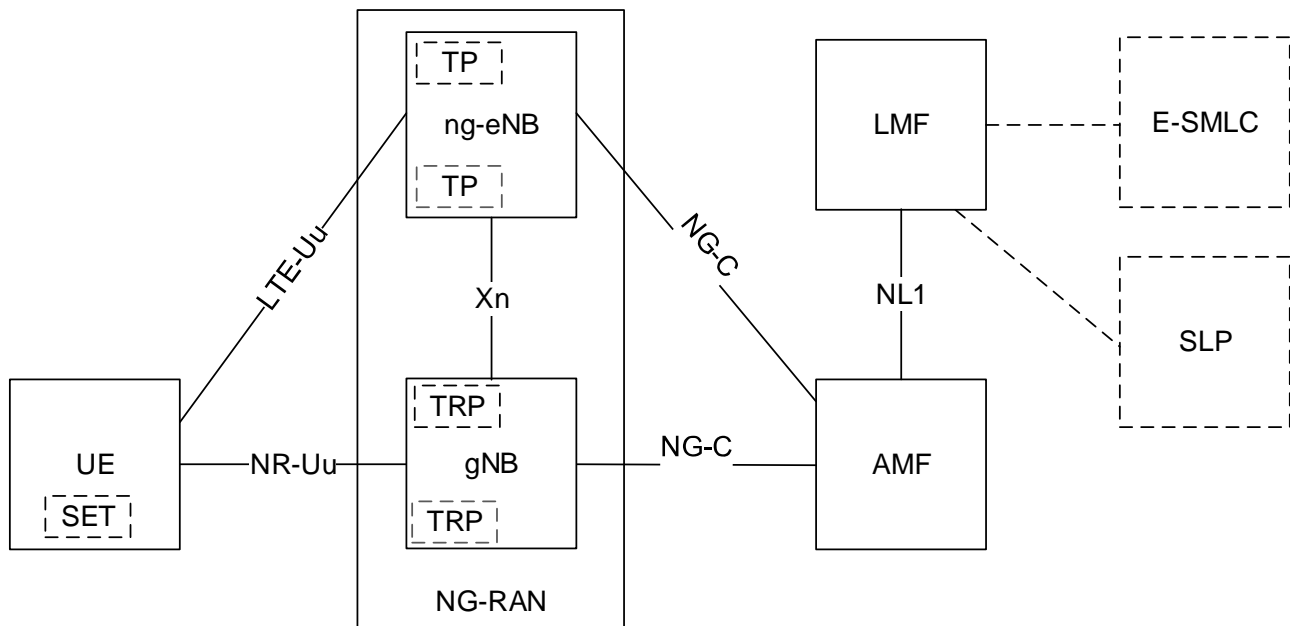 TP
ng-eNB
TP
LMF
E-SMLC
LTE-Uu
NG-C
Xn
NL1
SLP
UE
SET
NR-Uu
TRP
gNB
TRP
NG-C
AMF
NG-RAN